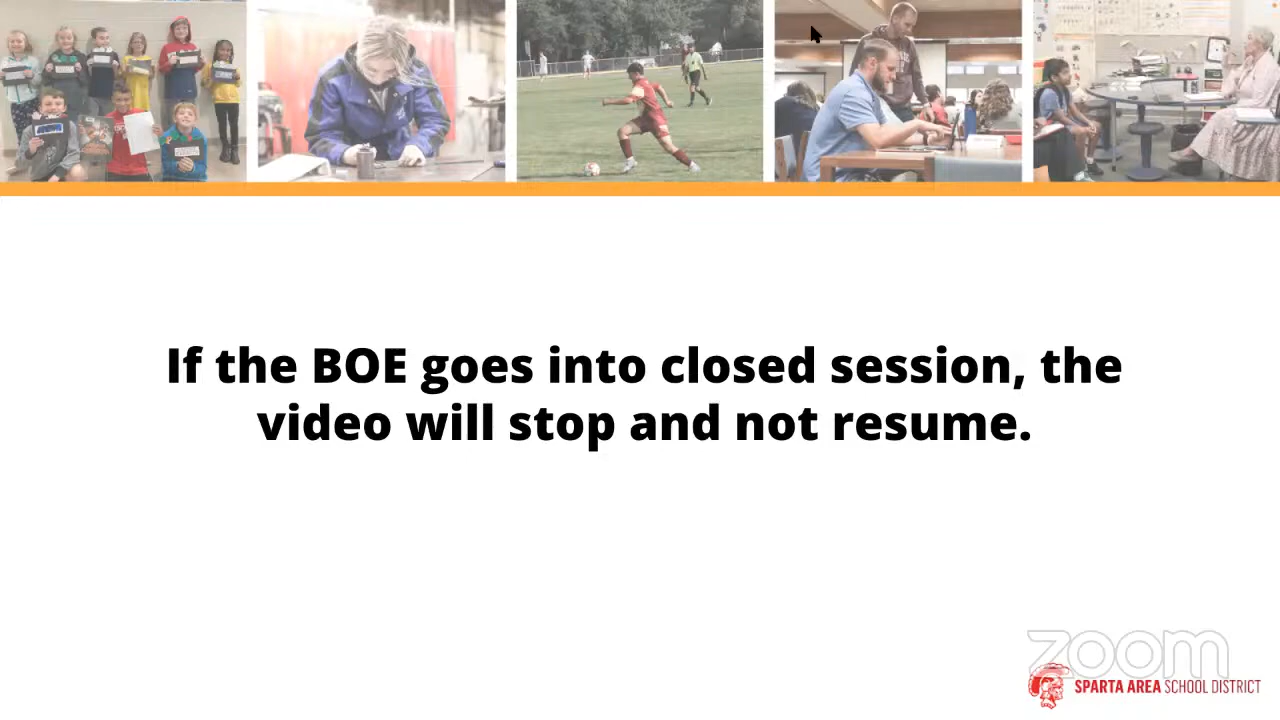 If the BOE goes into closed session, the
video will stop and not resume.
zoom
SPARTA AREA SCHOOL DISTRICT